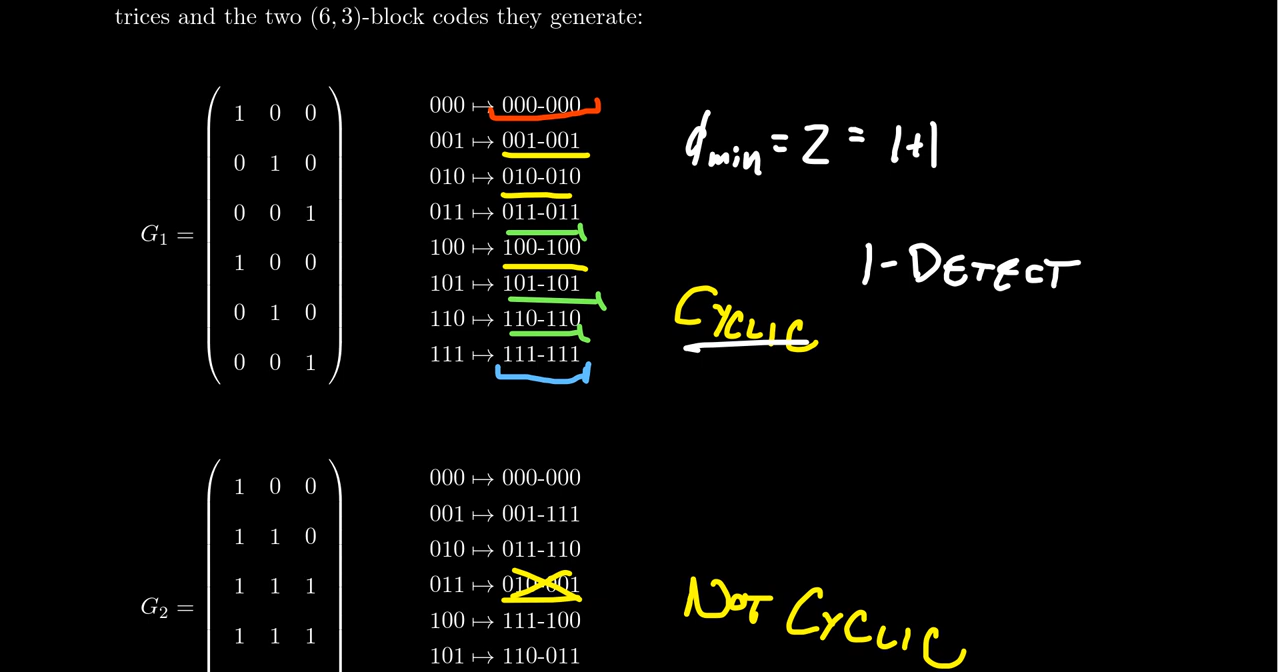 trices and the two (6, 3)-block codes they generate:
G₁ =
1 0 0
0 1 0
0 0 1
1 0 0
0 1 0
0 0 1
000 ↦ 000-000
001 ↦ 001-001
010 ↦ 010-010
011 ↦ 011-011
100 ↦ 100-100
101 ↦ 101-101
110 ↦ 110-110
111 ↦ 111-111
dmin = 2 = 1+1
1-DETECT
CYCLIC
G₂ =
1 0 0
1 1 0
1 1 1
1 1 1
000 ↦ 000-000
001 ↦ 001-111
010 ↦ 011-110
011 ↦ 010-001
100 ↦ 111-100
101 ↦ 110-011
NOT CYCLIC